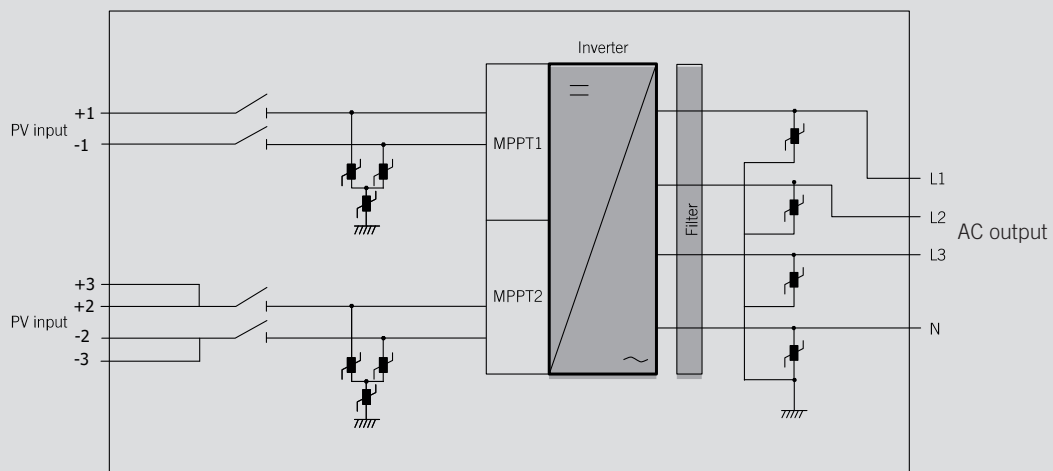 Inverter
PV input
+1
-1
MPPT1
Filter
L1
L2
L3
N
AC output
PV input
+3
+2
-2
-3
MPPT2